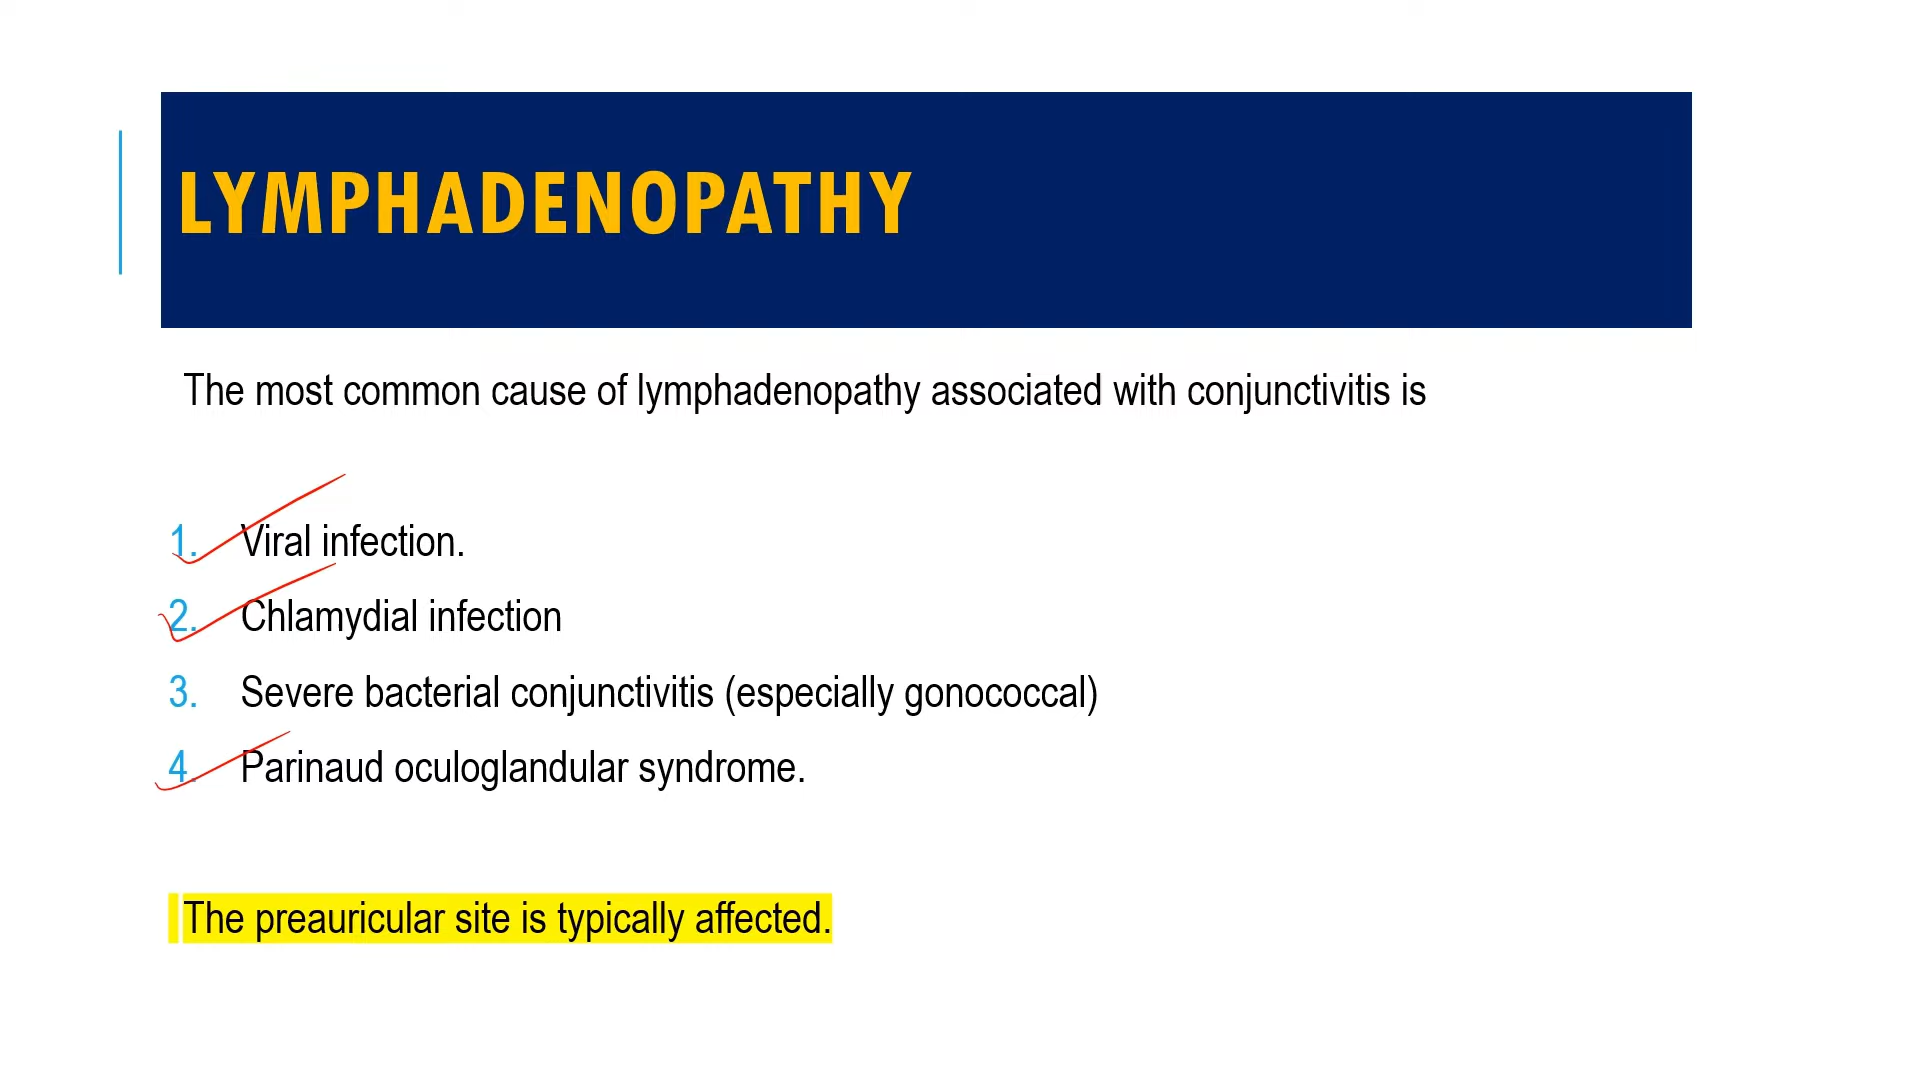 LYMPHADENOPATHY
The most common cause of lymphadenopathy associated with conjunctivitis is
1. Viral infection.
2. Chlamydial infection
3. Severe bacterial conjunctivitis (especially gonococcal)
4. Parinaud oculoglandular syndrome.
The preauricular site is typically affected.